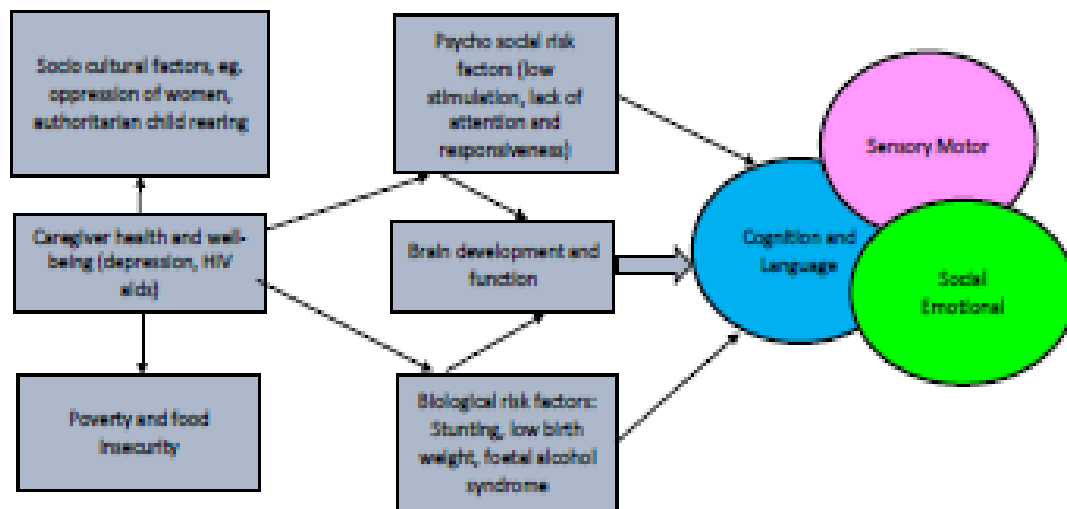 Socio cultural factors, eg.
oppression of women,
authoritarian child rearing
Caregiver health and well-
being (depression, HIV
aids)
Poverty and food
insecurity
Psycho social risk
factors (low
stimulation, lack of
attention and
responsiveness)
Brain development and
function
Biological risk factors:
Stunting, low birth
weight, foetal alcohol
syndrome
Sensory Motor
Cognition and
Language
Social
Emotional